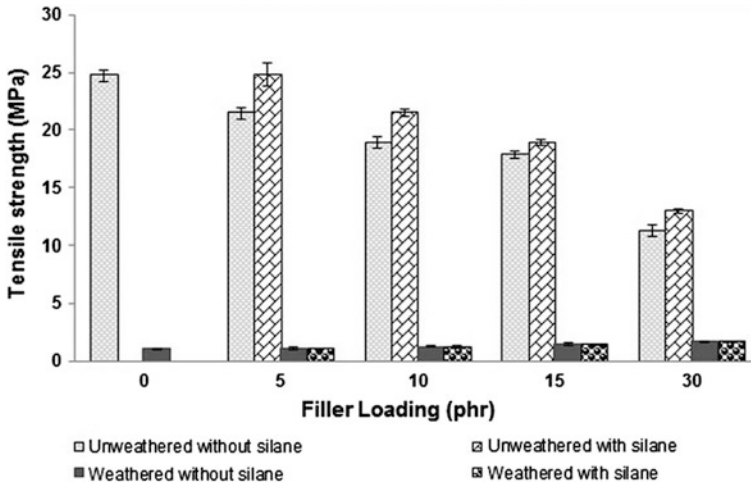 30
25
20
15
10
5
0
Tensile strength (MPa)
0 5 10 15 30
Filler Loading (phr)
Unweathered without silane Unweathered with silane
Weathered without silane Weathered with silane